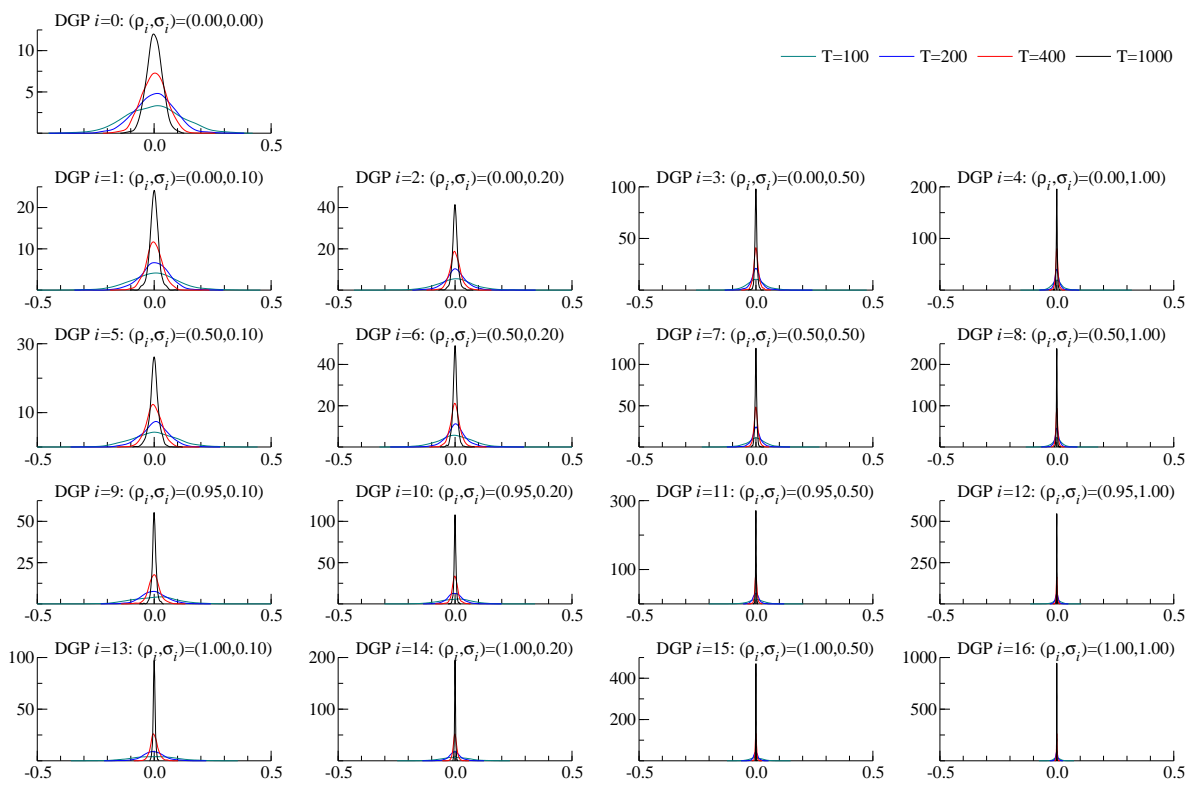 DGP i=0: (ρi,σi)=(0.00,0.00)
T=100 T=200 T=400 T=1000
10
5
0.0 0.5
DGP i=1: (ρi,σi)=(0.00,0.10) DGP i=2: (ρi,σi)=(0.00,0.20) DGP i=3: (ρi,σi)=(0.00,0.50) DGP i=4: (ρi,σi)=(0.00,1.00)
20 40 100 200
10 20 50 100
-0.5 0.0 0.5 -0.5 0.0 0.5 -0.5 0.0 0.5 -0.5 0.0 0.5
DGP i=5: (ρi,σi)=(0.50,0.10) DGP i=6: (ρi,σi)=(0.50,0.20) DGP i=7: (ρi,σi)=(0.50,0.50) DGP i=8: (ρi,σi)=(0.50,1.00)
30 40 100 200
10 20 50 100
-0.5 0.0 0.5 -0.5 0.0 0.5 -0.5 0.0 0.5 -0.5 0.0 0.5
DGP i=9: (ρi,σi)=(0.95,0.10) DGP i=10: (ρi,σi)=(0.95,0.20) DGP i=11: (ρi,σi)=(0.95,0.50) DGP i=12: (ρi,σi)=(0.95,1.00)
50 100 300 500
25 50 100 250
-0.5 0.0 0.5 -0.5 0.0 0.5 -0.5 0.0 0.5 -0.5 0.0 0.5
DGP i=13: (ρi,σi)=(1.00,0.10) DGP i=14: (ρi,σi)=(1.00,0.20) DGP i=15: (ρi,σi)=(1.00,0.50) DGP i=16: (ρi,σi)=(1.00,1.00)
100 200 400 1000
50 100 200 500
-0.5 0.0 0.5 -0.5 0.0 0.5 -0.5 0.0 0.5 -0.5 0.0 0.5